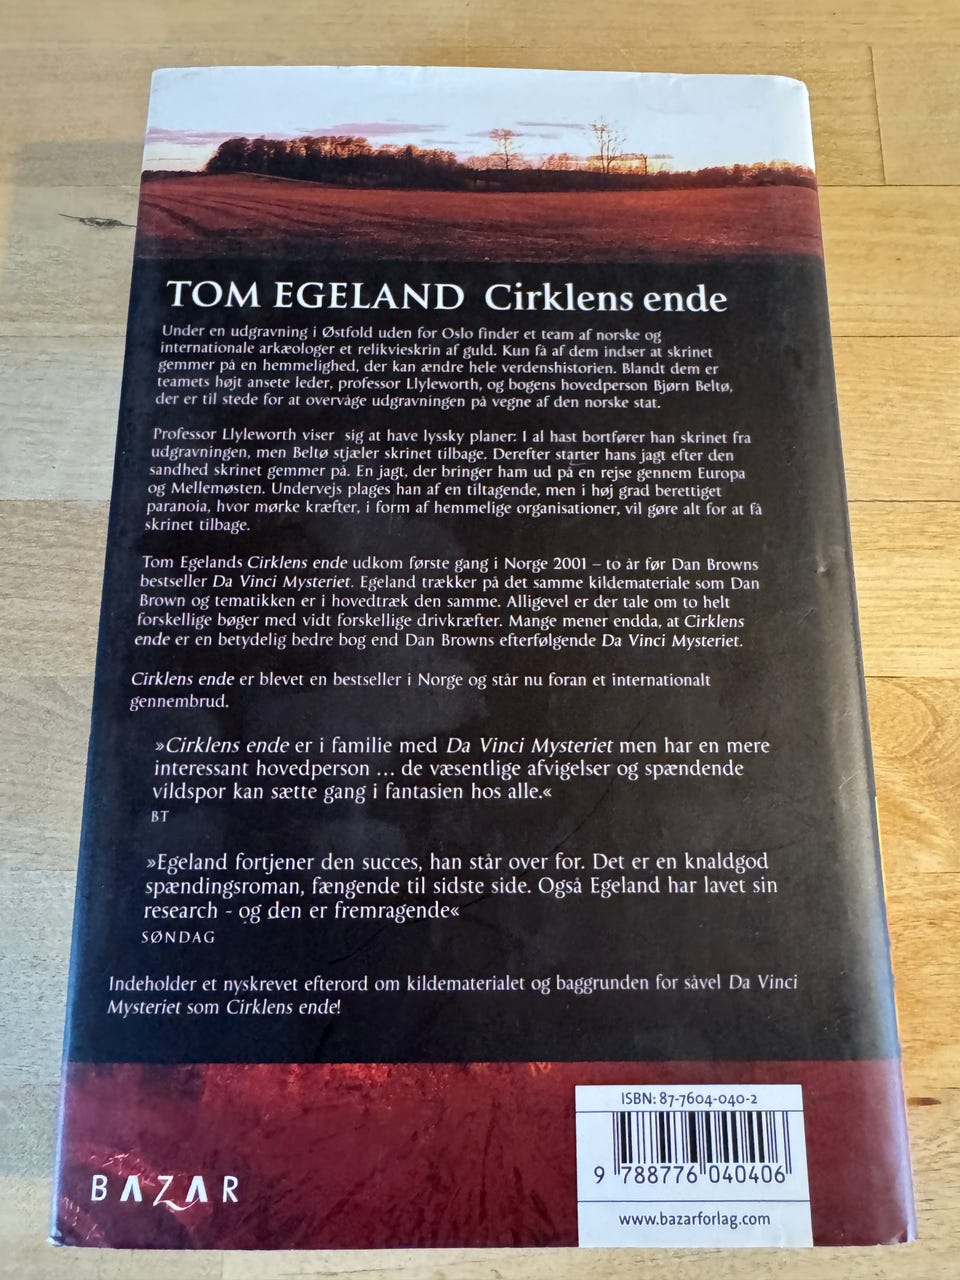 TOM EGELAND Cirklens ende
Under en udgravning i Østfold uden for Oslo finder et team af norske og
internationale arkæologer et relikvieskrin af guld. Kun få af dem indser at skrinet
gemmer på en hemmelighed, der kan ændre hele verdenshistorien. Blandt dem er
teamets højt ansete leder, professor Llyleworth, og bogens hovedperson Bjørn Beltø,
der er til stede for at overvåge udgravningen på vegne af den norske stat.
Professor Llyleworth viser sig at have lyssky planer: I al hast bortfører han skrinet fra
udgravningen, men Beltø stjæler skrinet tilbage. Derefter starter hans jagt efter den
sandhed skrinet gemmer på. En jagt, der bringer ham ud på en rejse gennem Europa
og Mellemøsten. Undervejs plages han af en tiltagende, men i høj grad berettiget
paranoia, hvor mørke kræfter, i form af hemmelige organisationer, vil gøre alt for at få
skrinet tilbage.
Tom Egelands Cirklens ende udkom første gang i Norge 2001 – to år før Dan Browns
bestseller Da Vinci Mysteriet. Egeland trækker på det samme kildemateriale som Dan
Brown og tematikken er i hovedtræk den samme. Alligevel er der tale om to helt
forskellige bøger med vidt forskellige drivkræfter. Mange mener endda, at Cirklens
ende er en betydelig bedre bog end Dan Browns efterfølgende Da Vinci Mysteriet.
Cirklens ende er blevet en bestseller i Norge og står nu foran et internationalt
gennembrud.
»Cirklens ende er i familie med Da Vinci Mysteriet men har en mere
interessant hovedperson ... de væsentlige afvigelser og spændende
vildspor kan sætte gang i fantasien hos alle.«
BT
»Egeland fortjener den succes, han står over for. Det er en knaldgod
spændingsroman, fængende til sidste side. Også Egeland har lavet sin
research - og den er fremragende«
SØNDAG
Indeholder et nyskrevet efterord om kildematerialet og baggrunden for såvel Da Vinci
Mysteriet som Cirklens ende!
ISBN: 87-7604-040-2
9 788776 040406
www.bazarforlag.com
BAZAR